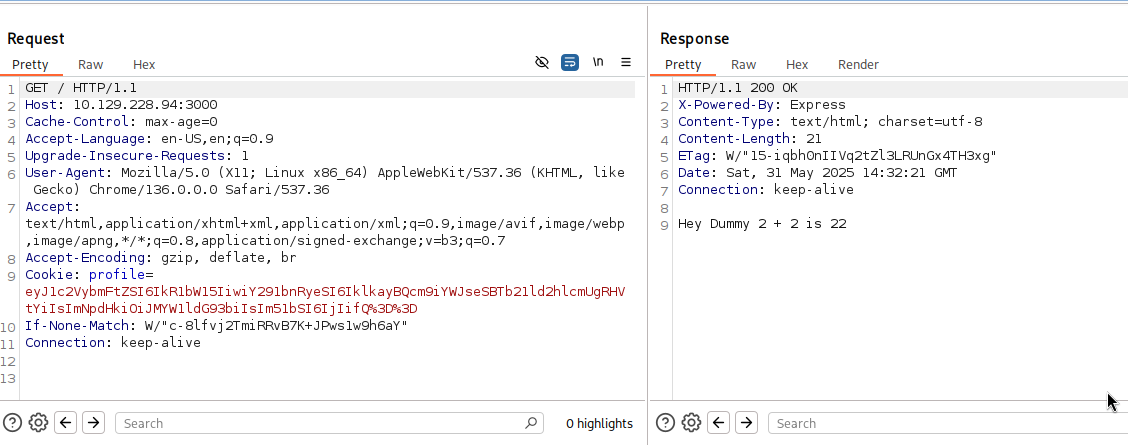 Request
Pretty Raw Hex \n
1 GET / HTTP/1.1
2 Host: 10.129.228.94:3000
3 Cache-Control: max-age=0
4 Accept-Language: en-US,en;q=0.9
5 Upgrade-Insecure-Requests: 1
6 User-Agent: Mozilla/5.0 (X11; Linux x86_64) AppleWebKit/537.36 (KHTML, like
Gecko) Chrome/136.0.0.0 Safari/537.36
7 Accept:
text/html,application/xhtml+xml,application/xml;q=0.9,image/avif,image/webp
,image/apng,*/*;q=0.8,application/signed-exchange;v=b3;q=0.7
8 Accept-Encoding: gzip, deflate, br
9 Cookie: profile=
eyJ1c2VybmFtZSI6IkR1bW15IiwiY291bnRyeSI6IklkayBQcm9iYWJseSBTb21ld2hlcmUgRHV
tYiIsImNpdHkiOiJMYW1ldG93biIsIm51bSI6IjIifQ%3D%3D
10 If-None-Match: W/"c-8lfvj2TmiRRvB7K+JPws1w9h6aY"
11 Connection: keep-alive
12
13
Search
0 highlights
Response
Pretty Raw Hex Render
1 HTTP/1.1 200 OK
2 X-Powered-By: Express
3 Content-Type: text/html; charset=utf-8
4 Content-Length: 21
5 ETag: W/"15-iqbhOnIIVq2tZl3LRUnGx4TH3xg"
6 Date: Sat, 31 May 2025 14:32:21 GMT
7 Connection: keep-alive
8
9 Hey Dummy 2 + 2 is 22
Search